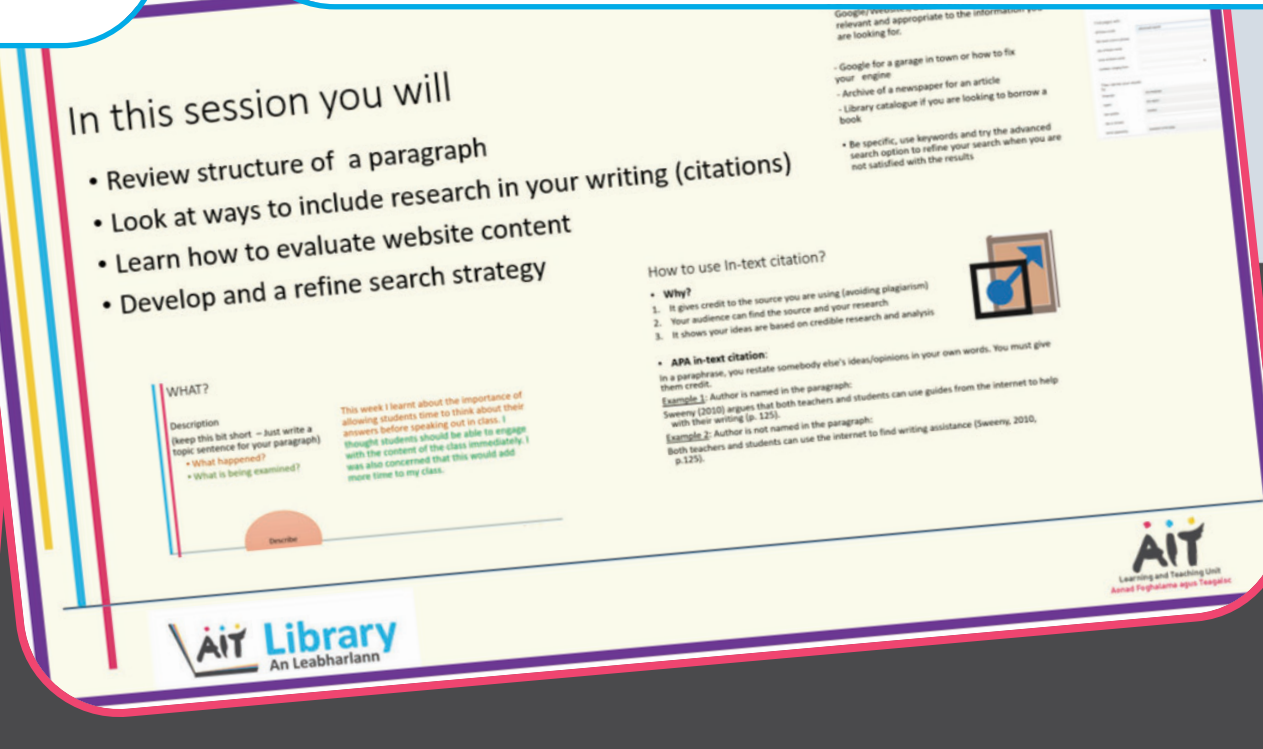 In this session you will
• Review structure of a paragraph
• Look at ways to include research in your writing (citations)
• Learn how to evaluate website content
• Develop and a refine search strategy
relevant and appropriate to the information you
are looking for.
- Google for a garage in town or how to fix
your engine
- Archive of a newspaper for an article
- Library catalogue if you are looking to borrow a
book
• Be specific, use keywords and try the advanced
search option to refine your search when you are
not satisfied with the results
WHAT?
Description
(keep this bit short – Just write a
topic sentence for your paragraph)
• What happened?
• What is being examined?
This week I learnt about the importance of
allowing students time to think about their
answers before speaking out in class. I
thought students should be able to engage
with the content of the class immediately. I
was also concerned that this would add
more time to my class.
Describe
How to use In-text citation?
• Why?
1. It gives credit to the source you are using (avoiding plagiarism)
2. Your audience can find the source and your research
3. It shows your ideas are based on credible research and analysis
• APA in-text citation:
In a paraphrase, you restate somebody else's ideas/opinions in your own words. You must give
them credit.
Example 1: Author is named in the paragraph:
Sweeny (2010) argues that both teachers and students can use guides from the internet to help
with their writing (p. 125).
Example 2: Author is not named in the paragraph:
Both teachers and students can use the internet to find writing assistance (Sweeny, 2010,
p.125).
AIT Library
An Leabharlann
AIT
Learning and Teaching Unit
Aonad Foghlaima agus Teagaisc